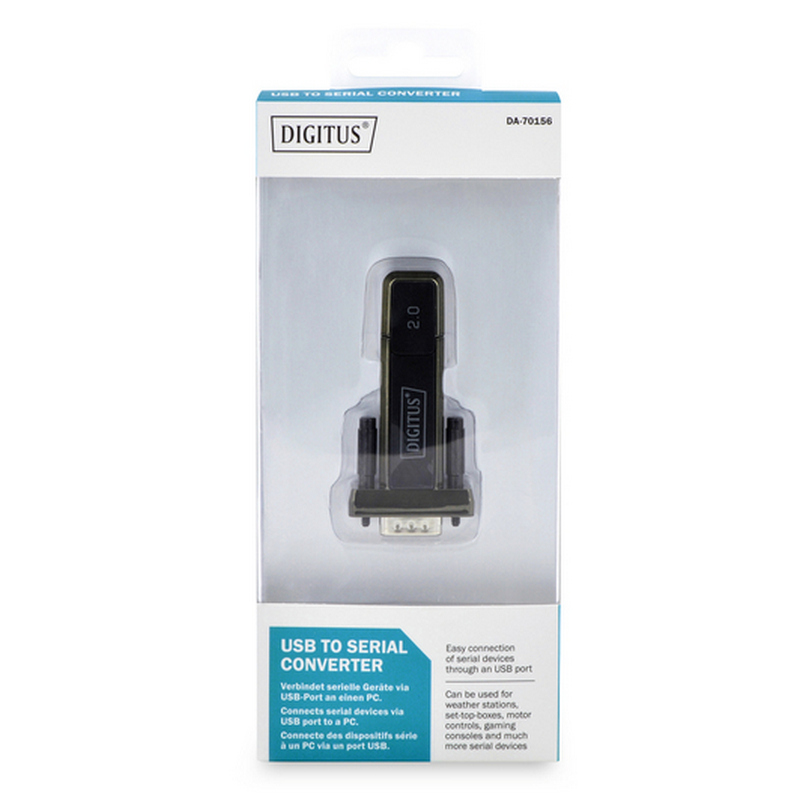 USB TO SERIAL CONVERTER
DIGITUS®
DA-70156
2.0
DIGITUS®
USB TO SERIAL
CONVERTER
Verbindet serielle Geräte via
USB-Port an einen PC.
Connects serial devices via
USB port to a PC.
Connecte des dispositifs série
à un PC via un port USB.
Easy connection
of serial devices
through an USB port
Can be used for
weather stations,
set-top-boxes, motor
controls, gaming
consoles and much
more serial devices